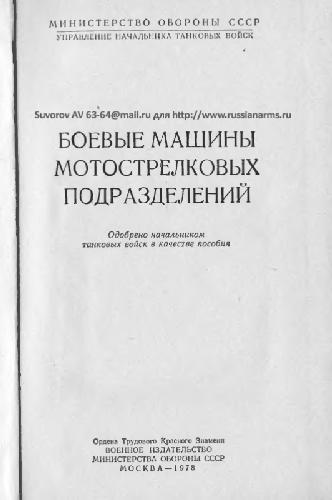 МИНИСТЕРСТВО ОБОРОНЫ СССР
УПРАВЛЕНИЕ НАЧАЛЬНИКА ТАНКОВЫХ ВОЙСК
Suvorov AV 63-64@mail.ru для http://www.russianarms.ru
БОЕВЫЕ МАШИНЫ
МОТОСТРЕЛКОВЫХ
ПОДРАЗДЕЛЕНИЙ
Одобрено начальником
танковых войск в качестве пособия
Ордена Трудового Красного Знамени
ВОЕННОЕ ИЗДАТЕЛЬСТВО
МИНИСТЕРСТВА ОБОРОНЫ СССР
МОСКВА—1978